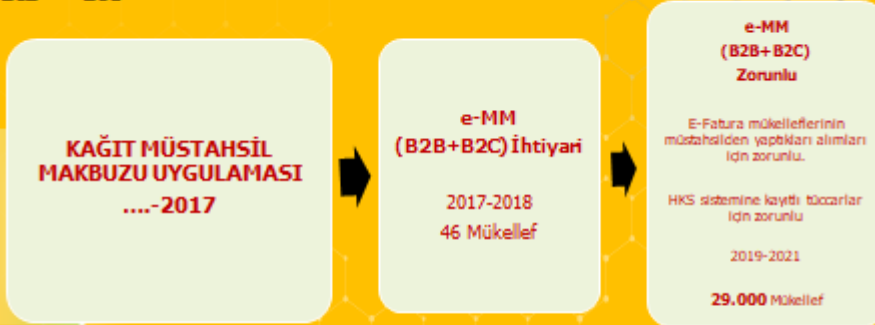 KAĞIT MÜSTAHSİL
MAKBUZU UYGULAMASI
....-2017
e-MM
(B2B+B2C) İhtiyari
2017-2018
46 Mükellef
e-MM
(B2B+B2C)
Zorunlu
E-Fatura mükelleflerinin
müstahsilden yaptıkları alımları
için zorunlu.
HKS sistemine kayıtlı tüccarlar
için zorunlu
2019-2021
29.000 Mükellef